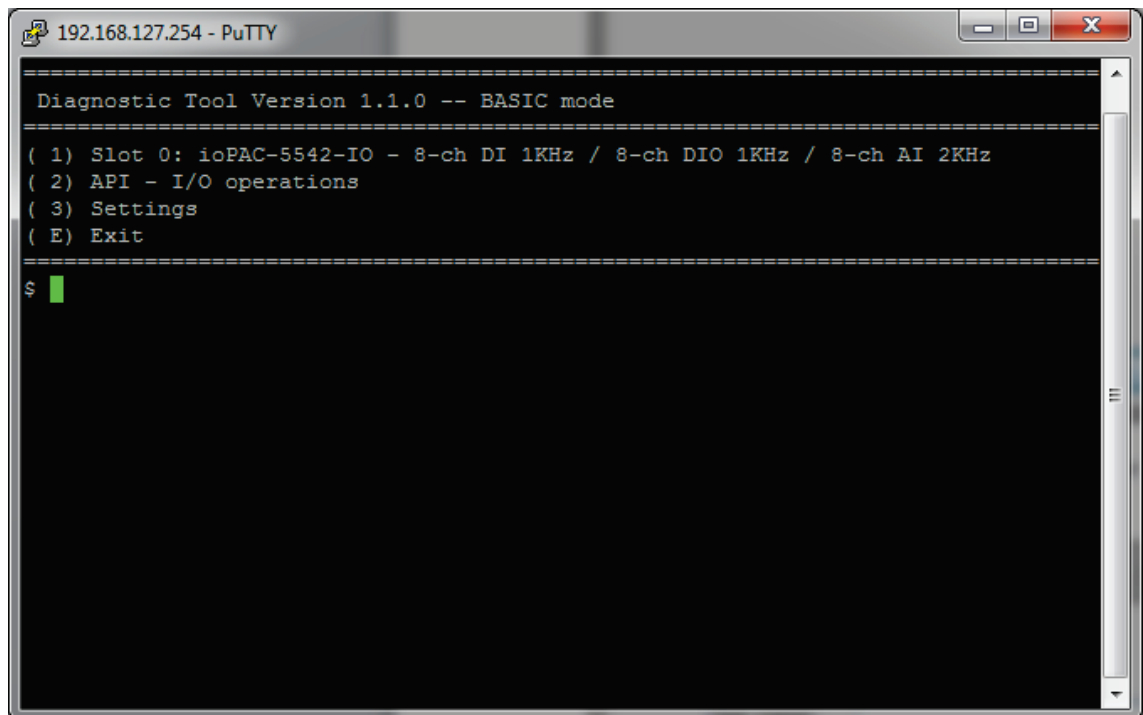 192.168.127.254 - PuTTY
================================================================================
Diagnostic Tool Version 1.1.0 -- BASIC mode
================================================================================
( 1) Slot 0: ioPAC-5542-IO - 8-ch DI 1KHz / 8-ch DIO 1KHz / 8-ch AI 2KHz
( 2) API - I/O operations
( 3) Settings
( E) Exit
================================================================================
$